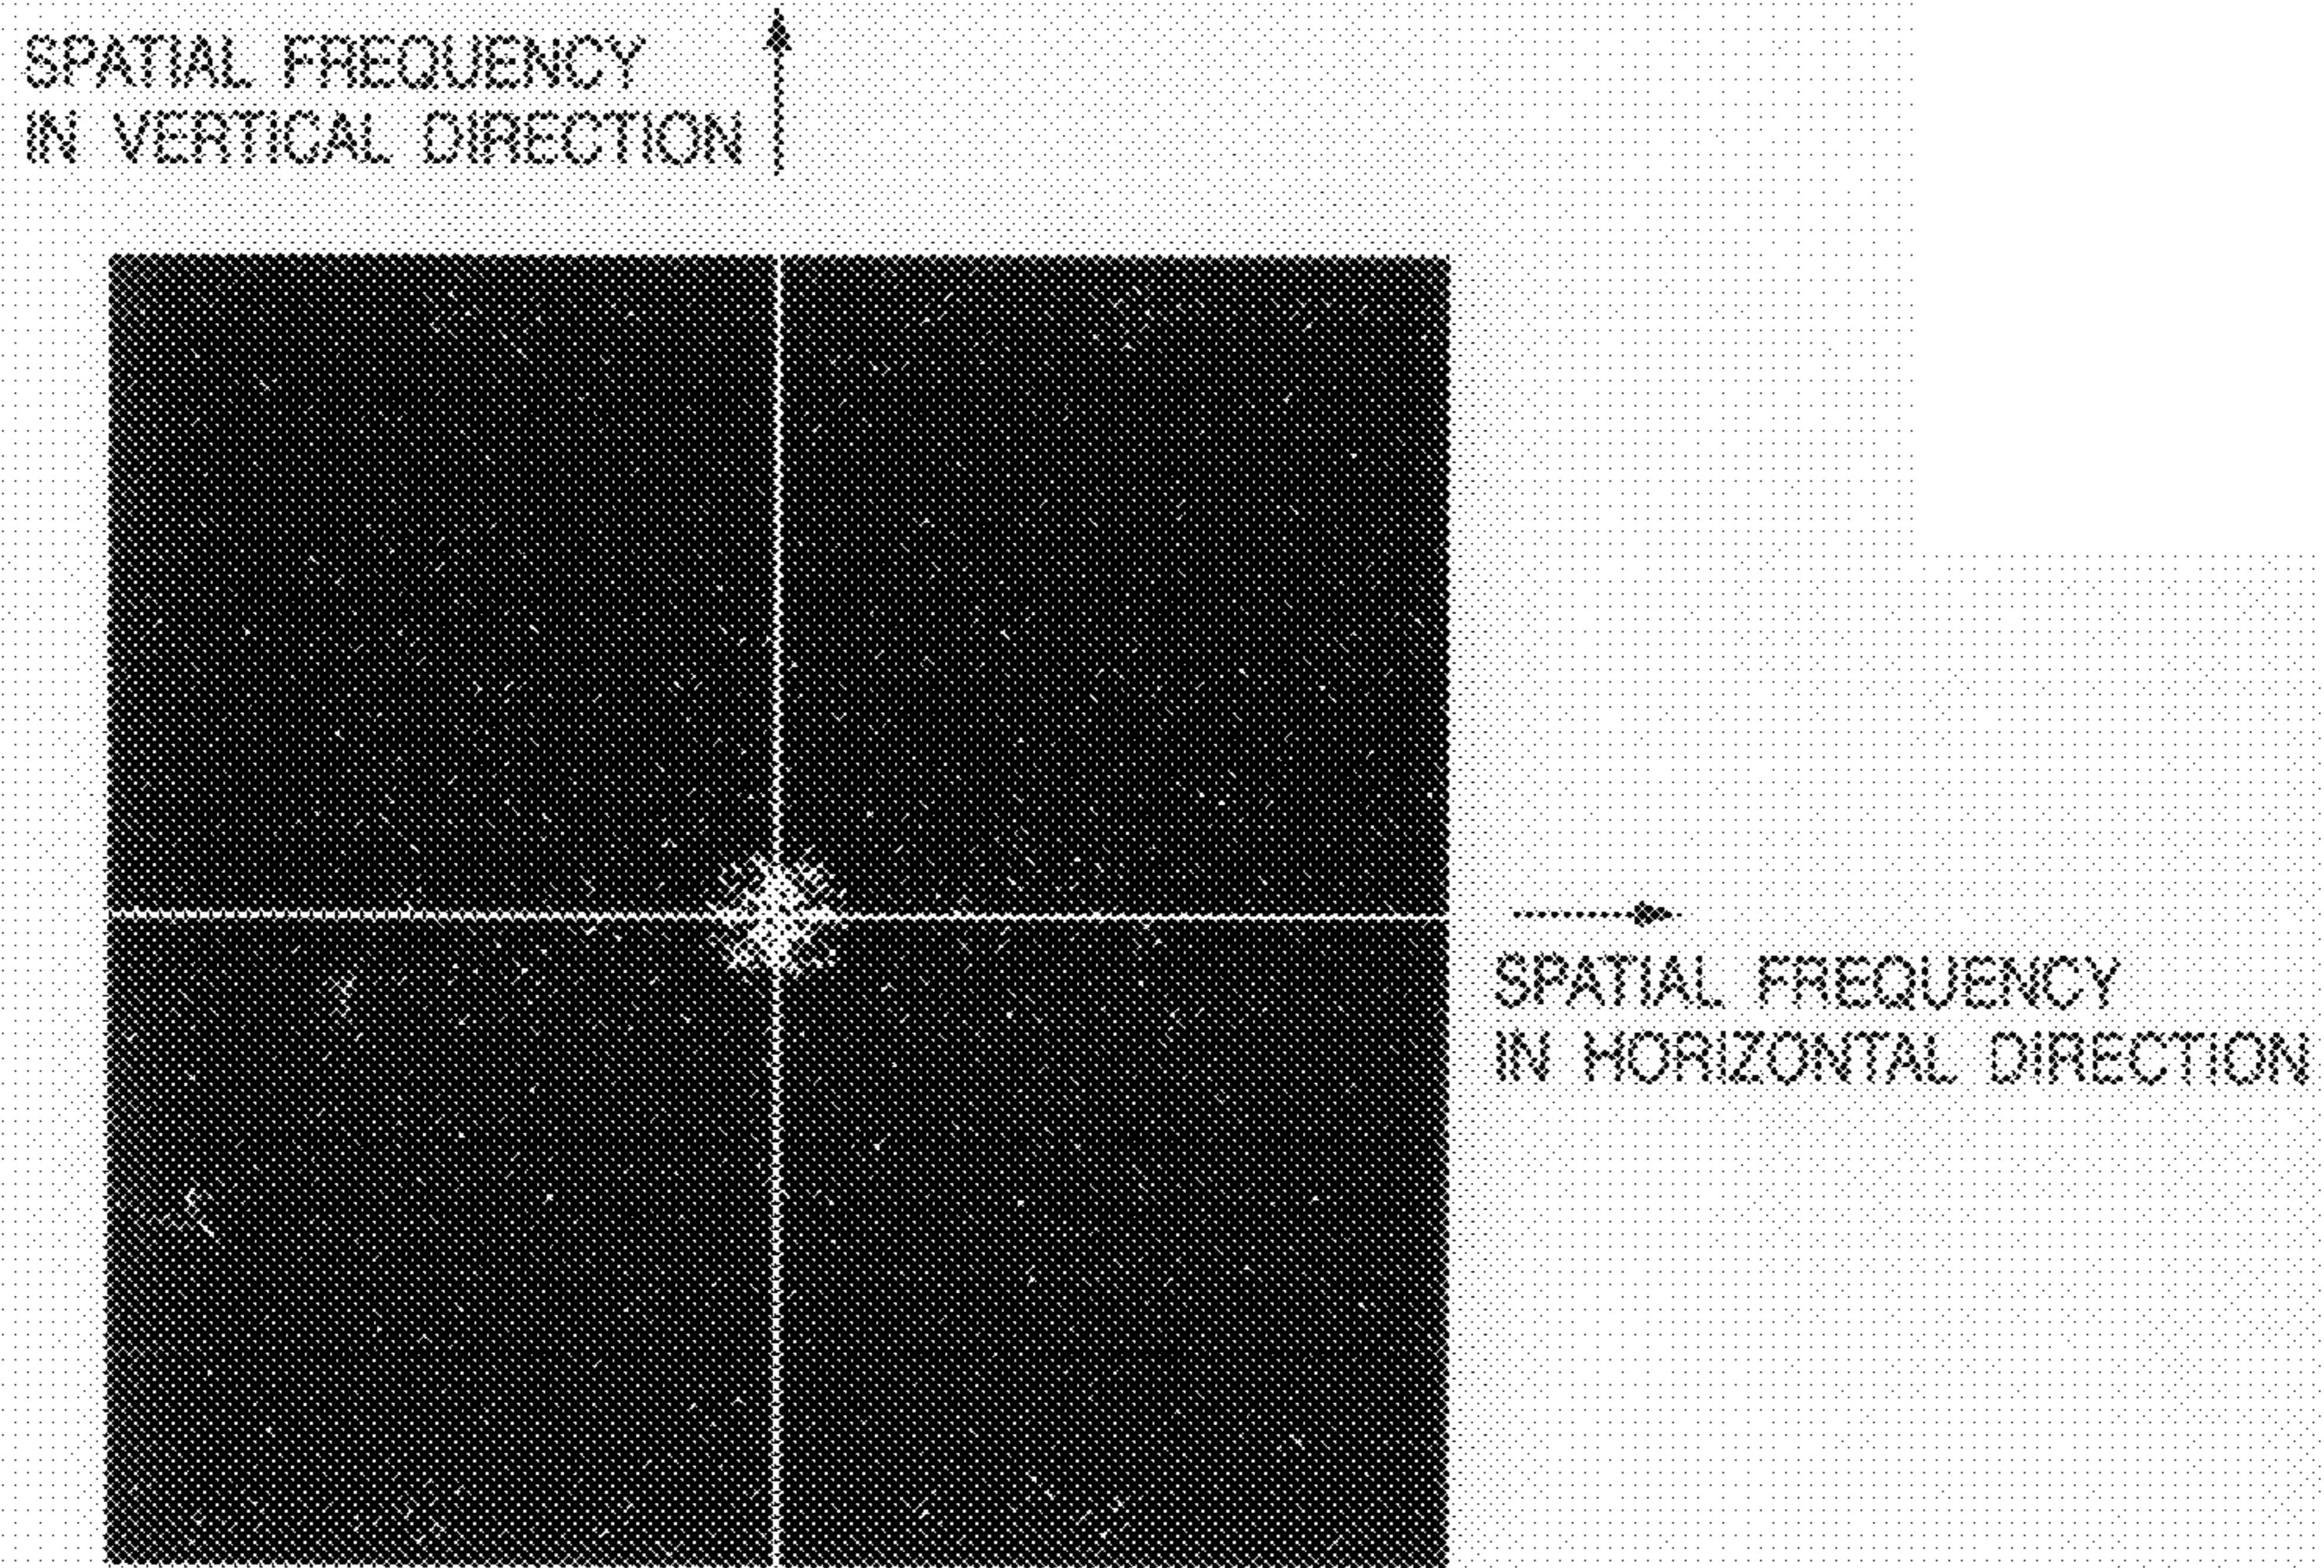 SPATIAL FREQUENCY
IN VERTICAL DIRECTION
SPATIAL FREQUENCY
IN HORIZONTAL DIRECTION